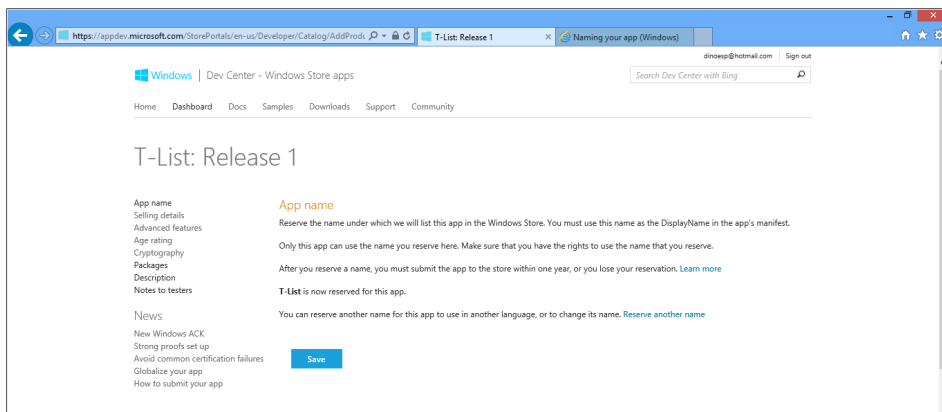 https://appdev.microsoft.com/StorePortals/en-us/Developer/Catalog/AddProdu
T-List: Release 1
Naming your app (Windows)
dinoesp@hotmail.com Sign out
Windows | Dev Center - Windows Store apps
Search Dev Center with Bing
Home Dashboard Docs Samples Downloads Support Community
T-List: Release 1
App name
Selling details
Advanced features
Age rating
Cryptography
Packages
Description
Notes to testers
News
New Windows ACK
Strong proofs set up
Avoid common certification failures
Globalize your app
How to submit your app
App name
Reserve the name under which we will list this app in the Windows Store. You must use this name as the DisplayName in the app's manifest.
Only this app can use the name you reserve here. Make sure that you have the rights to use the name that you reserve.
After you reserve a name, you must submit the app to the store within one year, or you lose your reservation. Learn more
T-List is now reserved for this app.
You can reserve another name for this app to use in another language, or to change its name. Reserve another name
Save